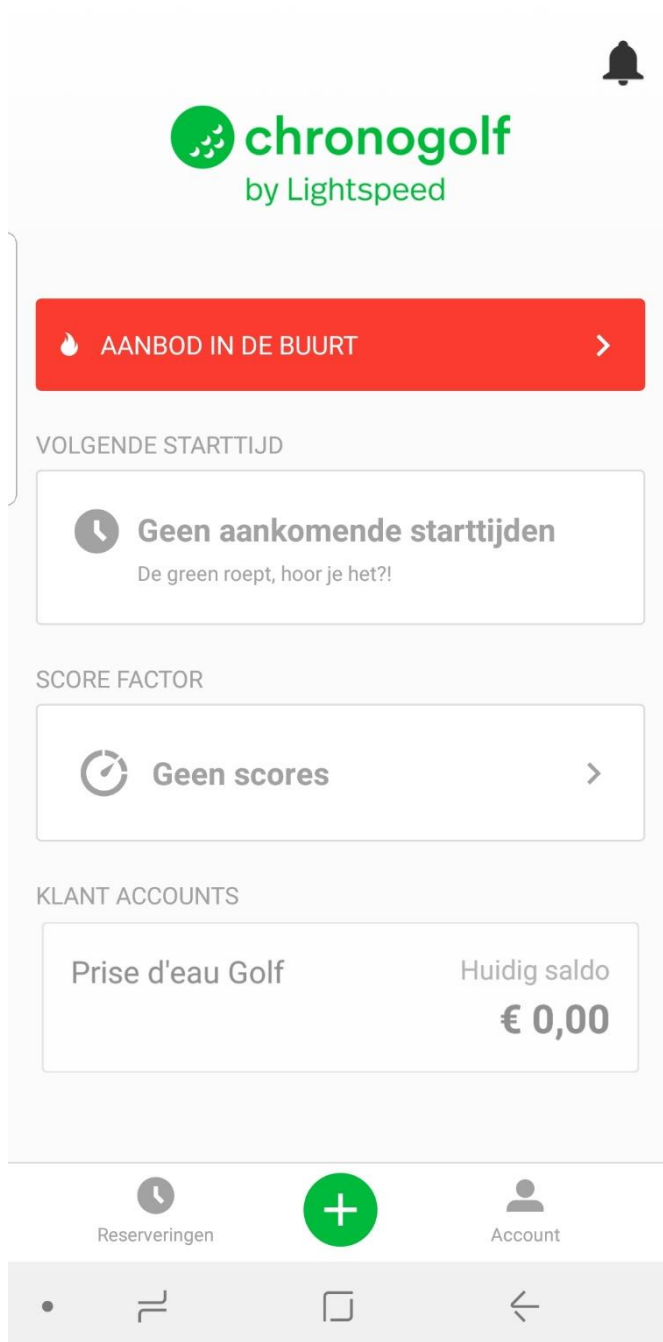 chronogolf
by Lightspeed
AANBOD IN DE BUURT
VOLGENDE STARTTIJD
Geen aankomende starttijden
De green roept, hoor je het?!
SCORE FACTOR
Geen scores
KLANT ACCOUNTS
Prise d'eau Golf
Huidig saldo
€ 0,00
Reserveringen
Account